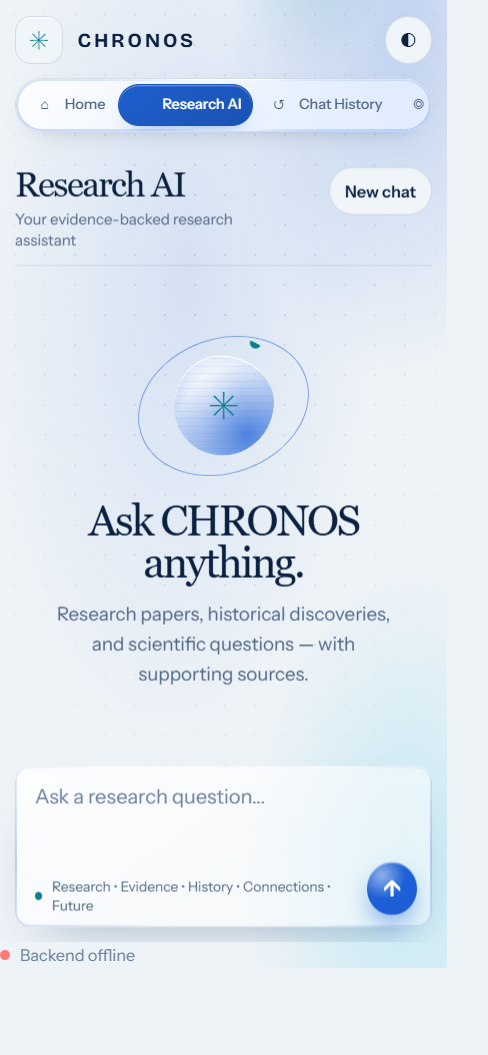 CHRONOS
Home
Research AI
Chat History
Research AI
New chat
Your evidence-backed research
assistant
Ask CHRONOS
anything.
Research papers, historical discoveries,
and scientific questions — with
supporting sources.
Ask a research question...
Research • Evidence • History • Connections •
Future
Backend offline